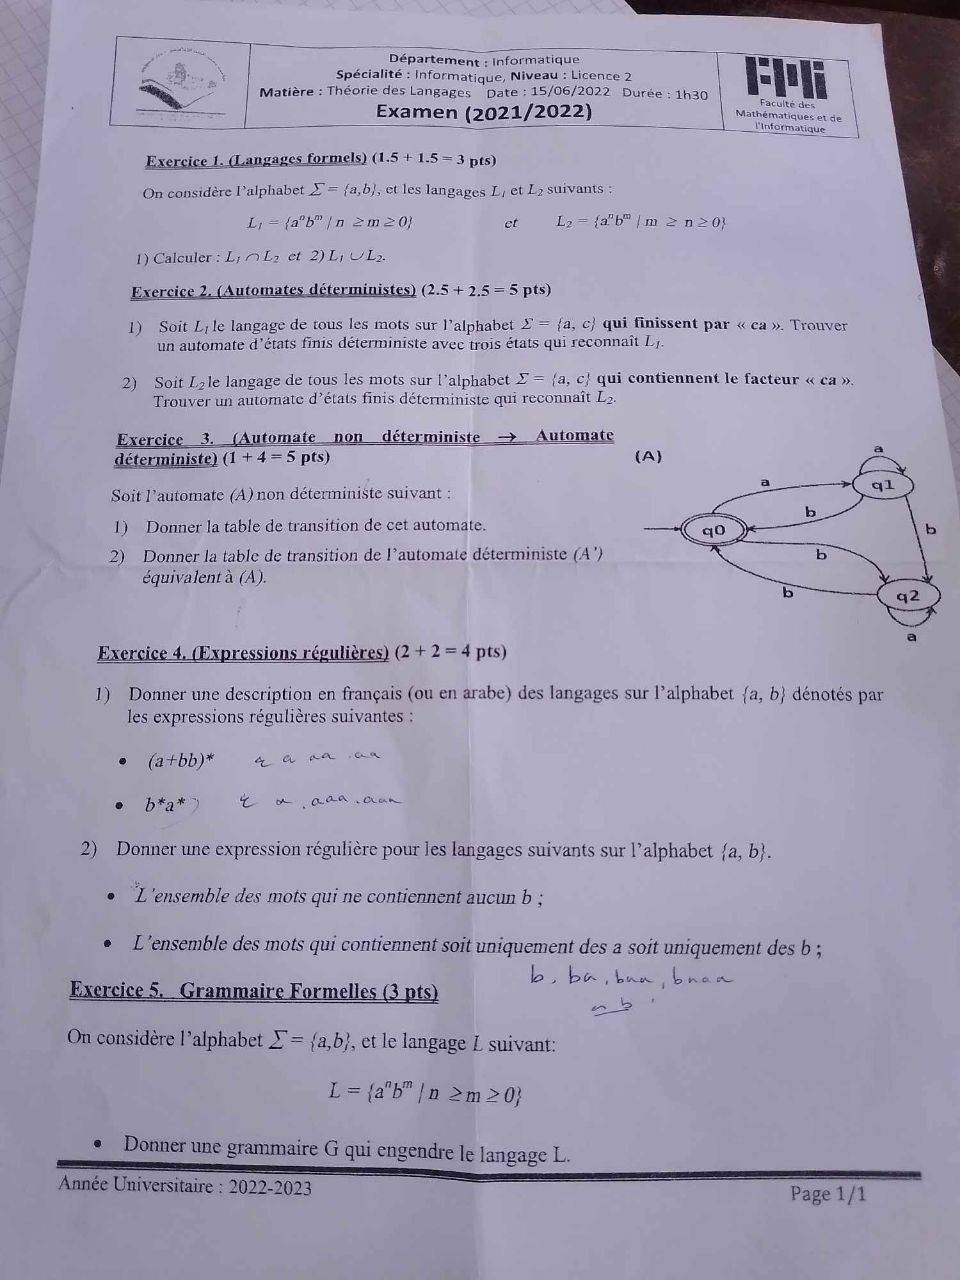 Département : Informatique
Spécialité : Informatique, Niveau : Licence 2
Matière : Théorie des Langages Date : 15/06/2022 Durée : 1h30
Examen (2021/2022)
FMI
Faculté des
Mathématiques et de
l'Informatique
Exercice 1. (Langages formels) (1.5 + 1.5 = 3 pts)
On considère l'alphabet Σ = {a,b}, et les langages L₁ et L₂ suivants :
L₁ = {aⁿbᵐ / n ≥ m ≥ 0} et L₂ = {aⁿbᵐ / m ≥ n ≥ 0}
1) Calculer : L₁ ∩ L₂ et 2) L₁ ∪ L₂.
Exercice 2. (Automates déterministes) (2.5 + 2.5 = 5 pts)
1) Soit L₁ le langage de tous les mots sur l'alphabet Σ = {a, c} qui finissent par « ca ». Trouver
un automate d'états finis déterministe avec trois états qui reconnaît L₁.
2) Soit L₂ le langage de tous les mots sur l'alphabet Σ = {a, c} qui contiennent le facteur « ca ».
Trouver un automate d'états finis déterministe qui reconnaît L₂.
Exercice 3. (Automate non déterministe → Automate
déterministe) (1 + 4 = 5 pts)
Soit l'automate (A) non déterministe suivant :
1) Donner la table de transition de cet automate.
2) Donner la table de transition de l'automate déterministe (A')
équivalent à (A).
(A)
a
a
q1
b
q0
b
b
b
q2
a
Exercice 4. (Expressions régulières) (2 + 2 = 4 pts)
1) Donner une description en français (ou en arabe) des langages sur l'alphabet {a, b} dénotés par
les expressions régulières suivantes :
• (a+bb)* ε a aa .aa
• b*a* ε a . aaa . aaa
2) Donner une expression régulière pour les langages suivants sur l'alphabet {a, b}.
• L'ensemble des mots qui ne contiennent aucun b ;
• L'ensemble des mots qui contiennent soit uniquement des a soit uniquement des b ;
b, ba, baa, baaa
Exercice 5. Grammaire Formelles (3 pts)
On considère l'alphabet Σ = {a,b}, et le langage L suivant:
L = {aⁿbᵐ / n ≥ m ≥ 0}
• Donner une grammaire G qui engendre le langage L.
Année Universitaire : 2022-2023
Page 1/1